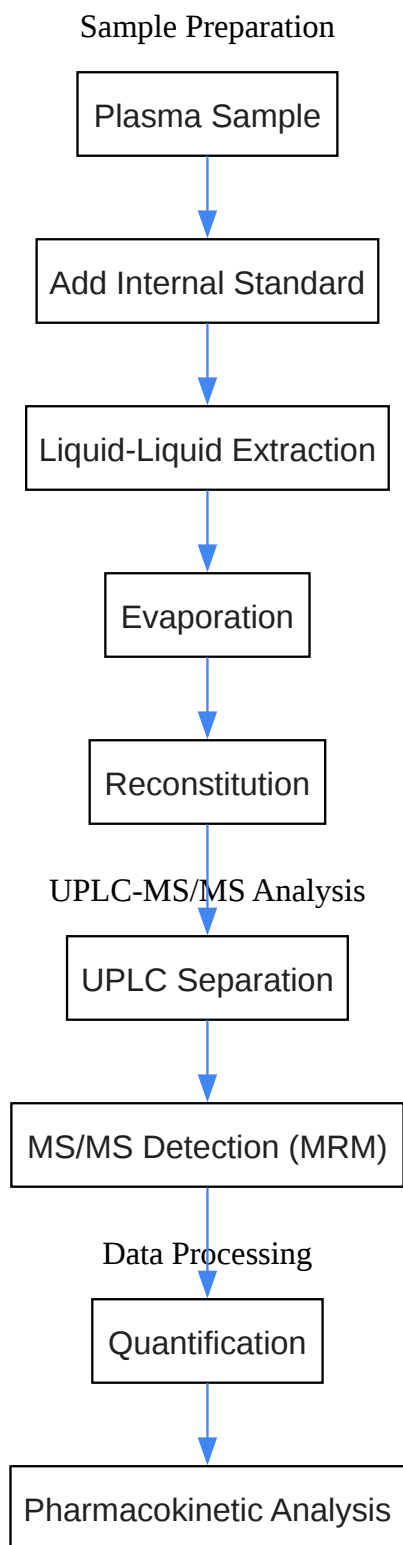 Sample Preparation
Plasma Sample
Add Internal Standard
Liquid-Liquid Extraction
Evaporation
Reconstitution
UPLC-MS/MS Analysis
UPLC Separation
MS/MS Detection (MRM)
Data Processing
Quantification
Pharmacokinetic Analysis